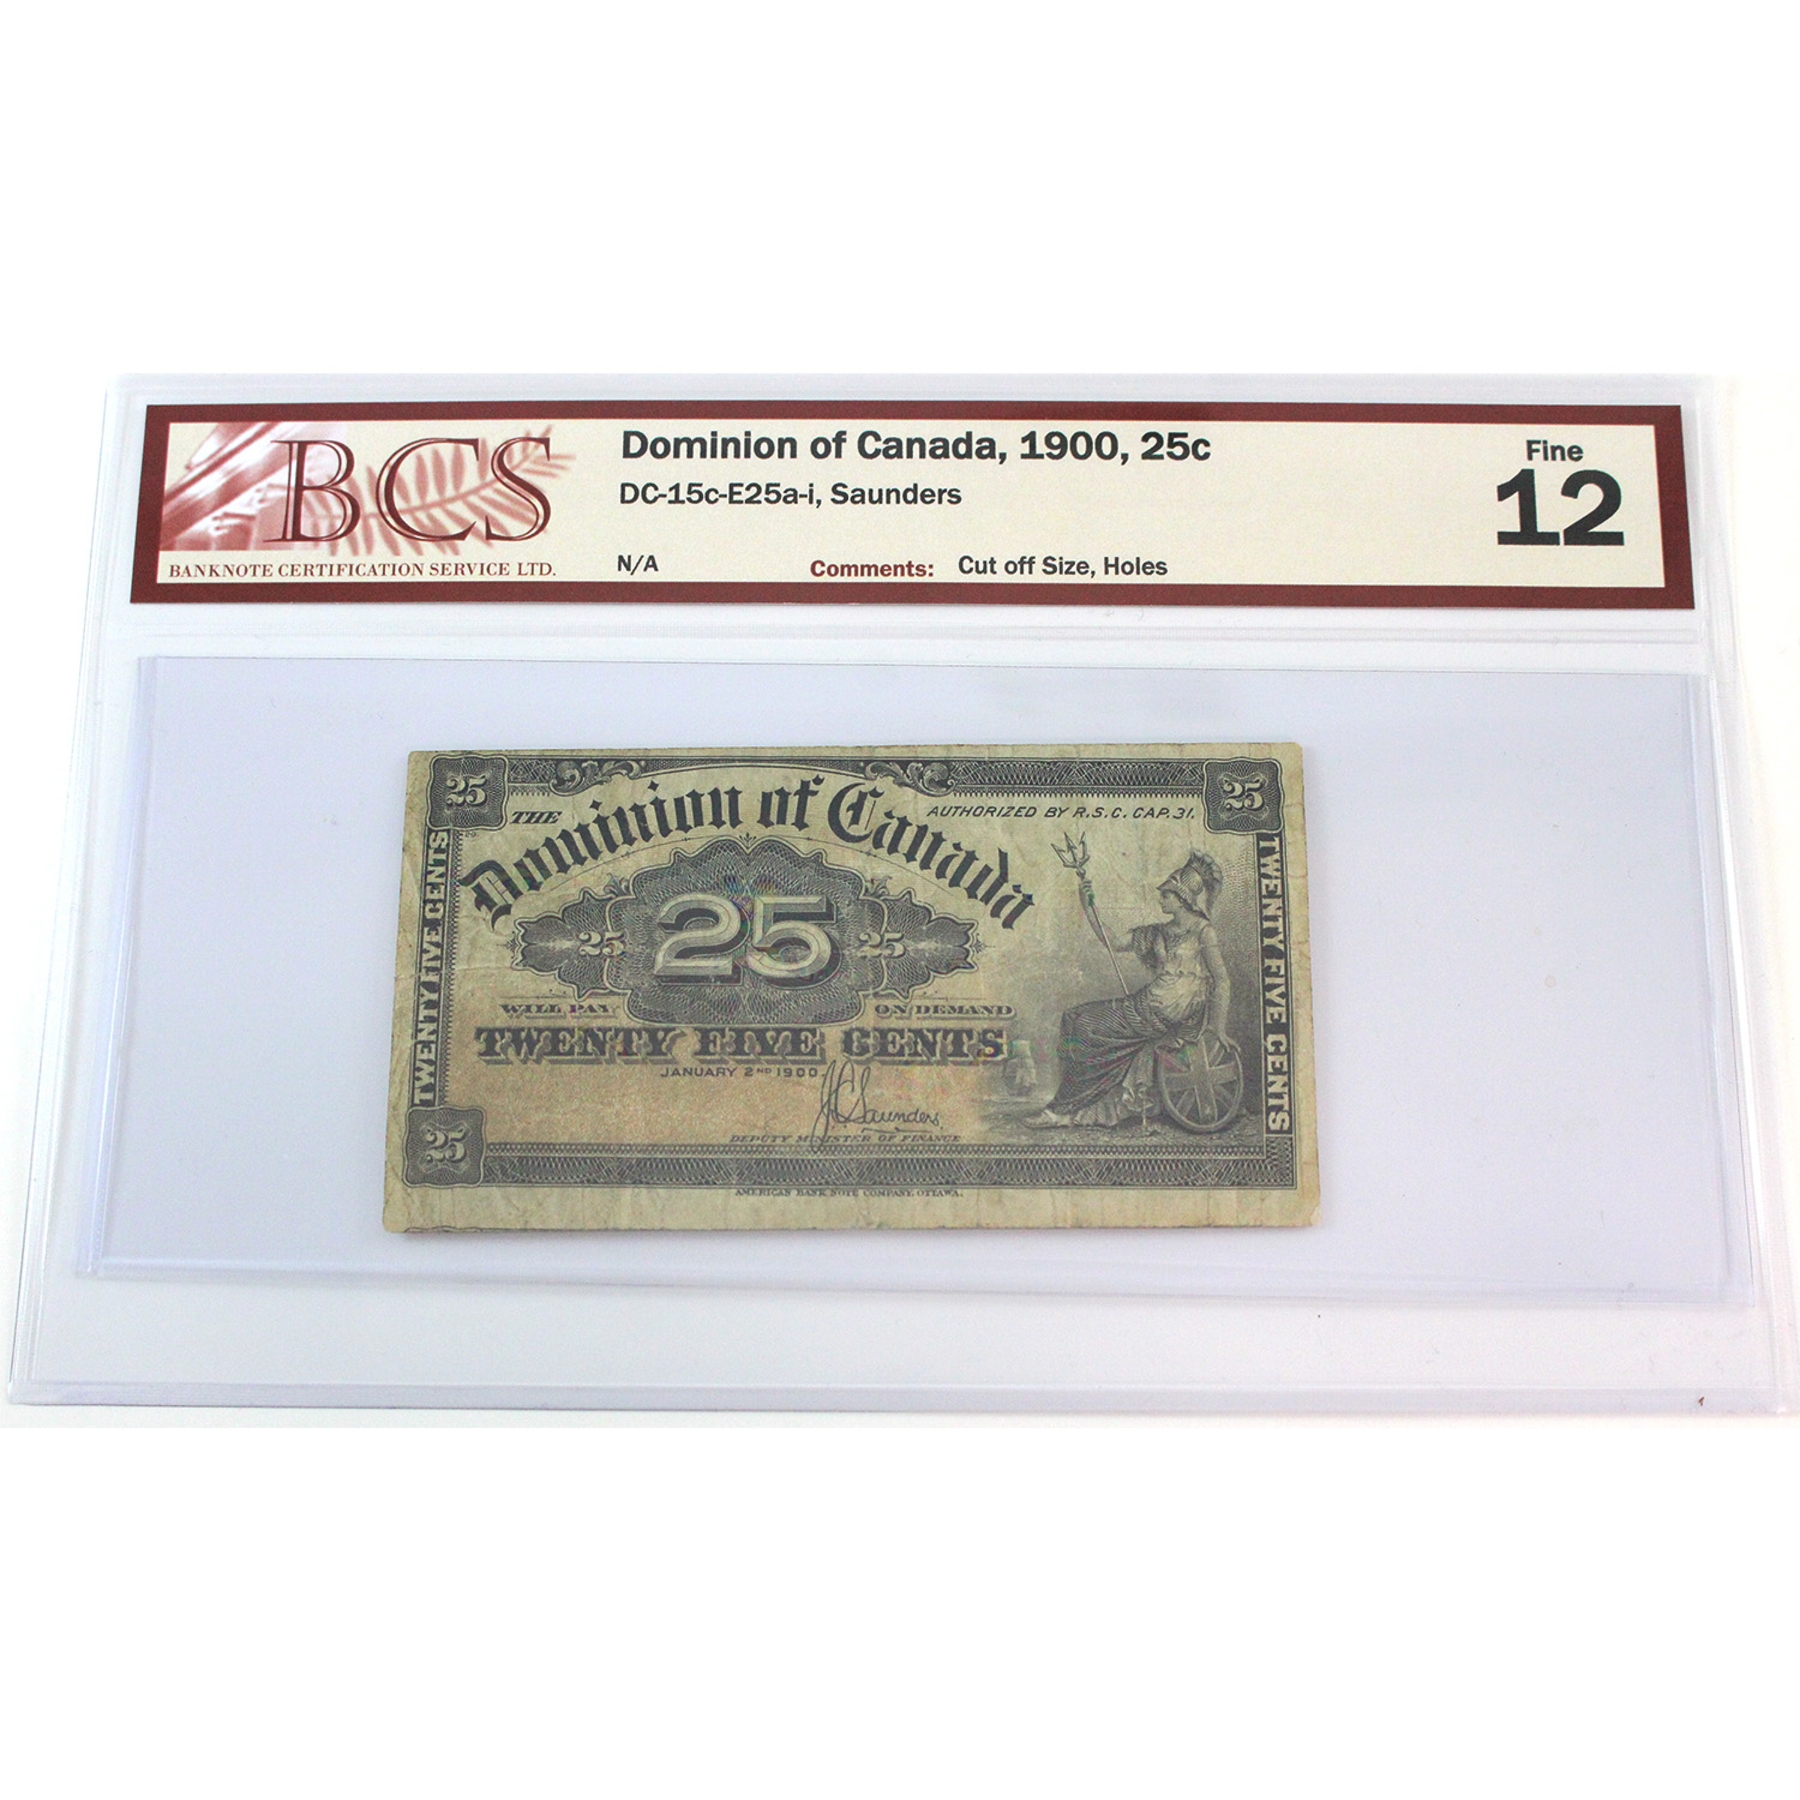 BCS
BANKNOTE CERTIFICATION SERVICE LTD.
Dominion of Canada, 1900, 25c
DC-15c-E25a-i, Saunders
N/A
Comments: Cut off Size, Holes
Fine
12
25
25
THE
Dominion of Canada
AUTHORIZED BY R.S.C. CAP.31.
TWENTY FIVE CENTS
TWENTY FIVE CENTS
25
25
25
WILL PAY
ON DEMAND
TWENTY FIVE CENTS
JANUARY 2ND 1900.
J C Saunders
DEPUTY MINISTER OF FINANCE
25
AMERICAN BANK NOTE COMPANY, OTTAWA.